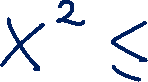 x² ≤